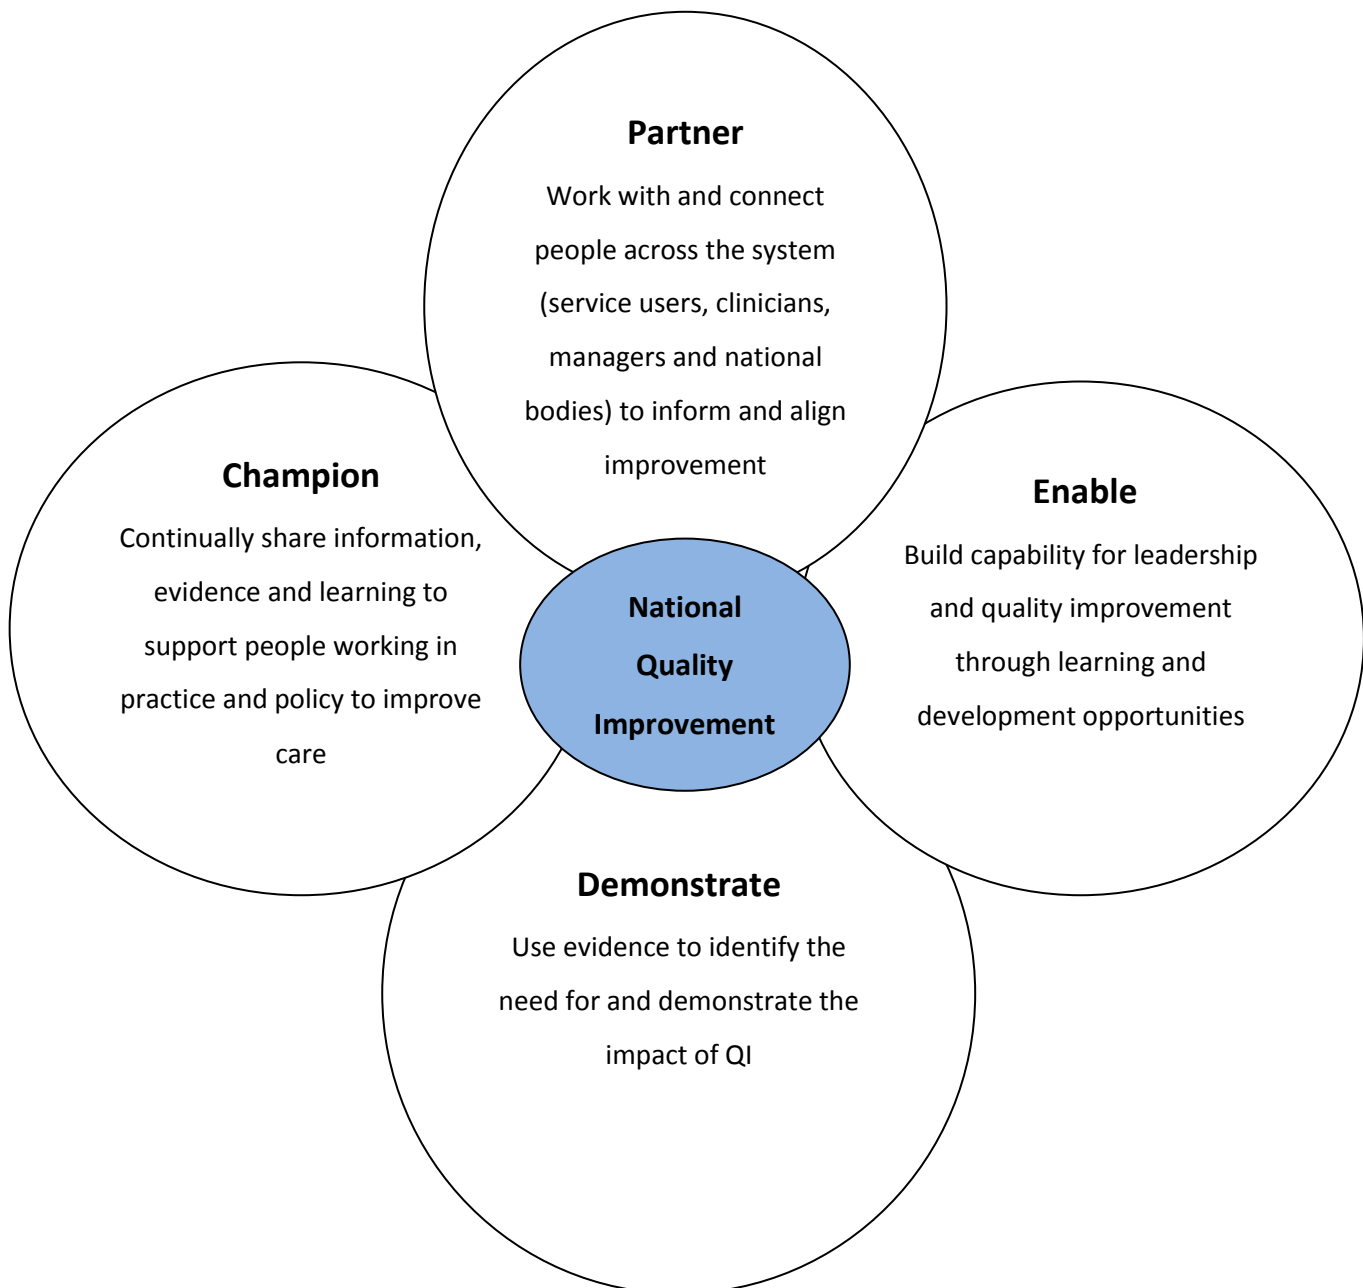 Partner
Work with and connect
people across the system
(service users, clinicians,
managers and national
bodies) to inform and align
improvement
Champion
Continually share information,
evidence and learning to
support people working in
practice and policy to improve
care
National
Quality
Improvement
Enable
Build capability for leadership
and quality improvement
through learning and
development opportunities
Demonstrate
Use evidence to identify the
need for and demonstrate the
impact of QI